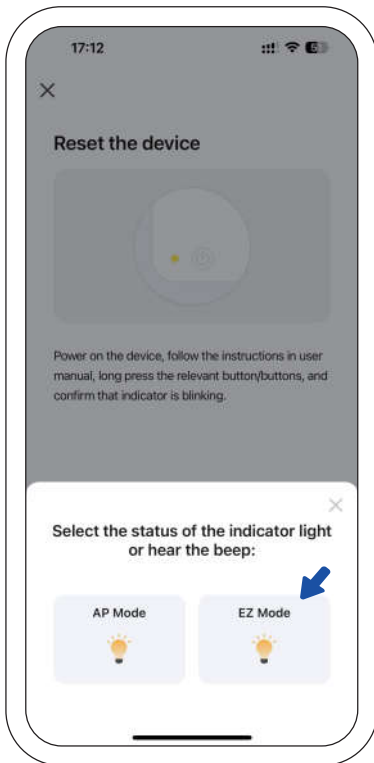 17:12
Reset the device
Power on the device, follow the instructions in user
manual, long press the relevant button/buttons, and
confirm that indicator is blinking.
Select the status of the indicator light
or hear the beep:
AP Mode
EZ Mode